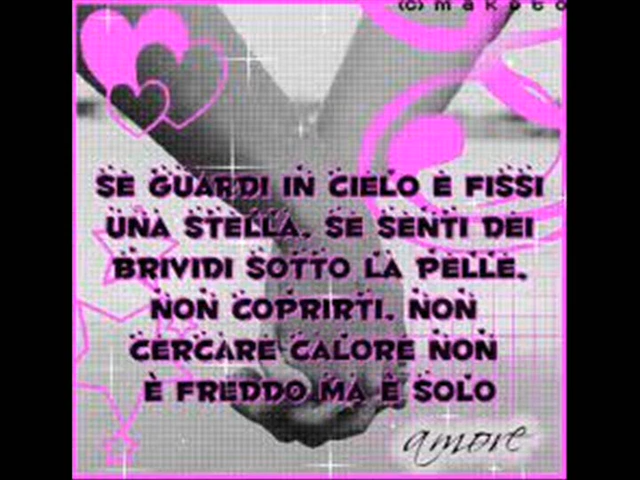 (c) makoto
SE GUARDI IN CIELO E FISSI
UNA STELLA, SE SENTI DEI
BRIVIDI SOTTO LA PELLE,
NON COPRIRTI, NON
CERCARE CALORE NON
È FREDDO MA È SOLO
amore